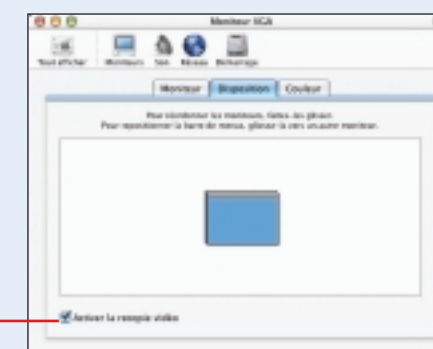 Moniteur VGA
Tout afficher Moniteurs Son Réseau Démarrage
Moniteur Disposition Couleur
Pour réordonner les moniteurs, faites-les glisser.
Pour repositionner la barre de menus, glissez-la vers un autre moniteur.
Activer la recopie vidéo